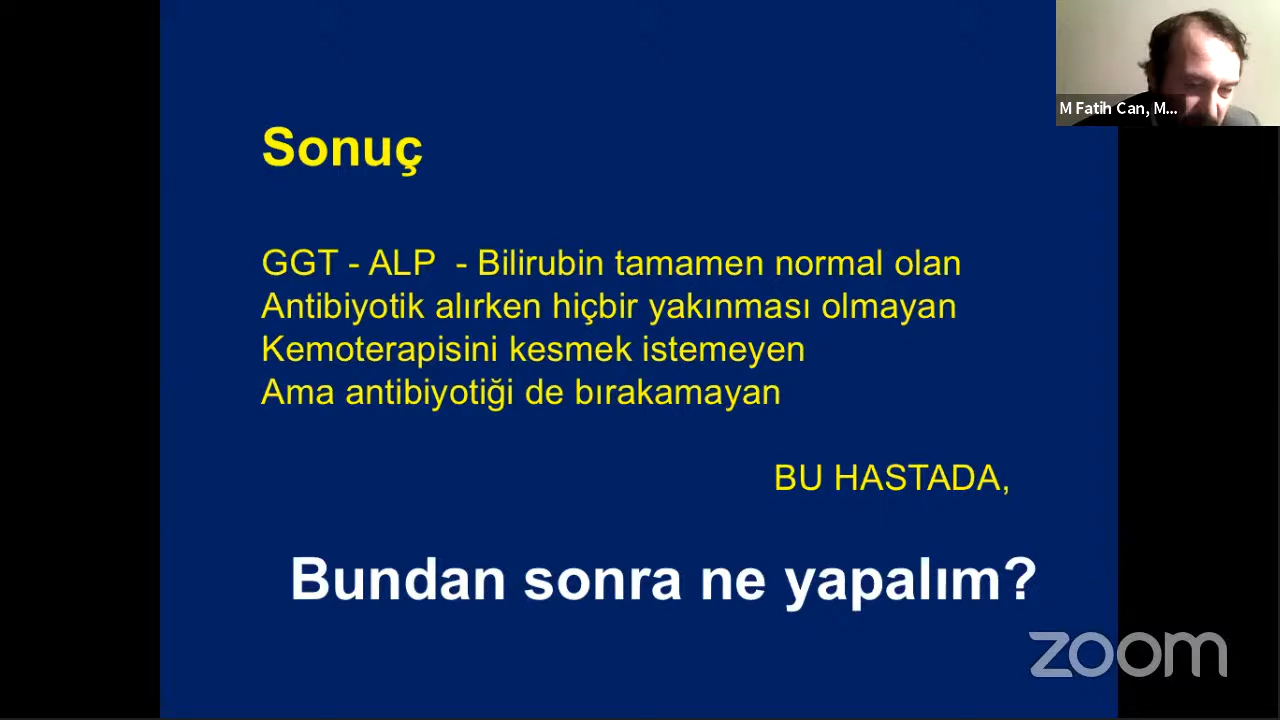 M Fatih Can, M...
Sonuç
GGT - ALP - Bilirubin tamamen normal olan
Antibiyotik alırken hiçbir yakınması olmayan
Kemoterapisini kesmek istemeyen
Ama antibiyotiği de bırakamayan
BU HASTADA,
Bundan sonra ne yapalım?
zoom